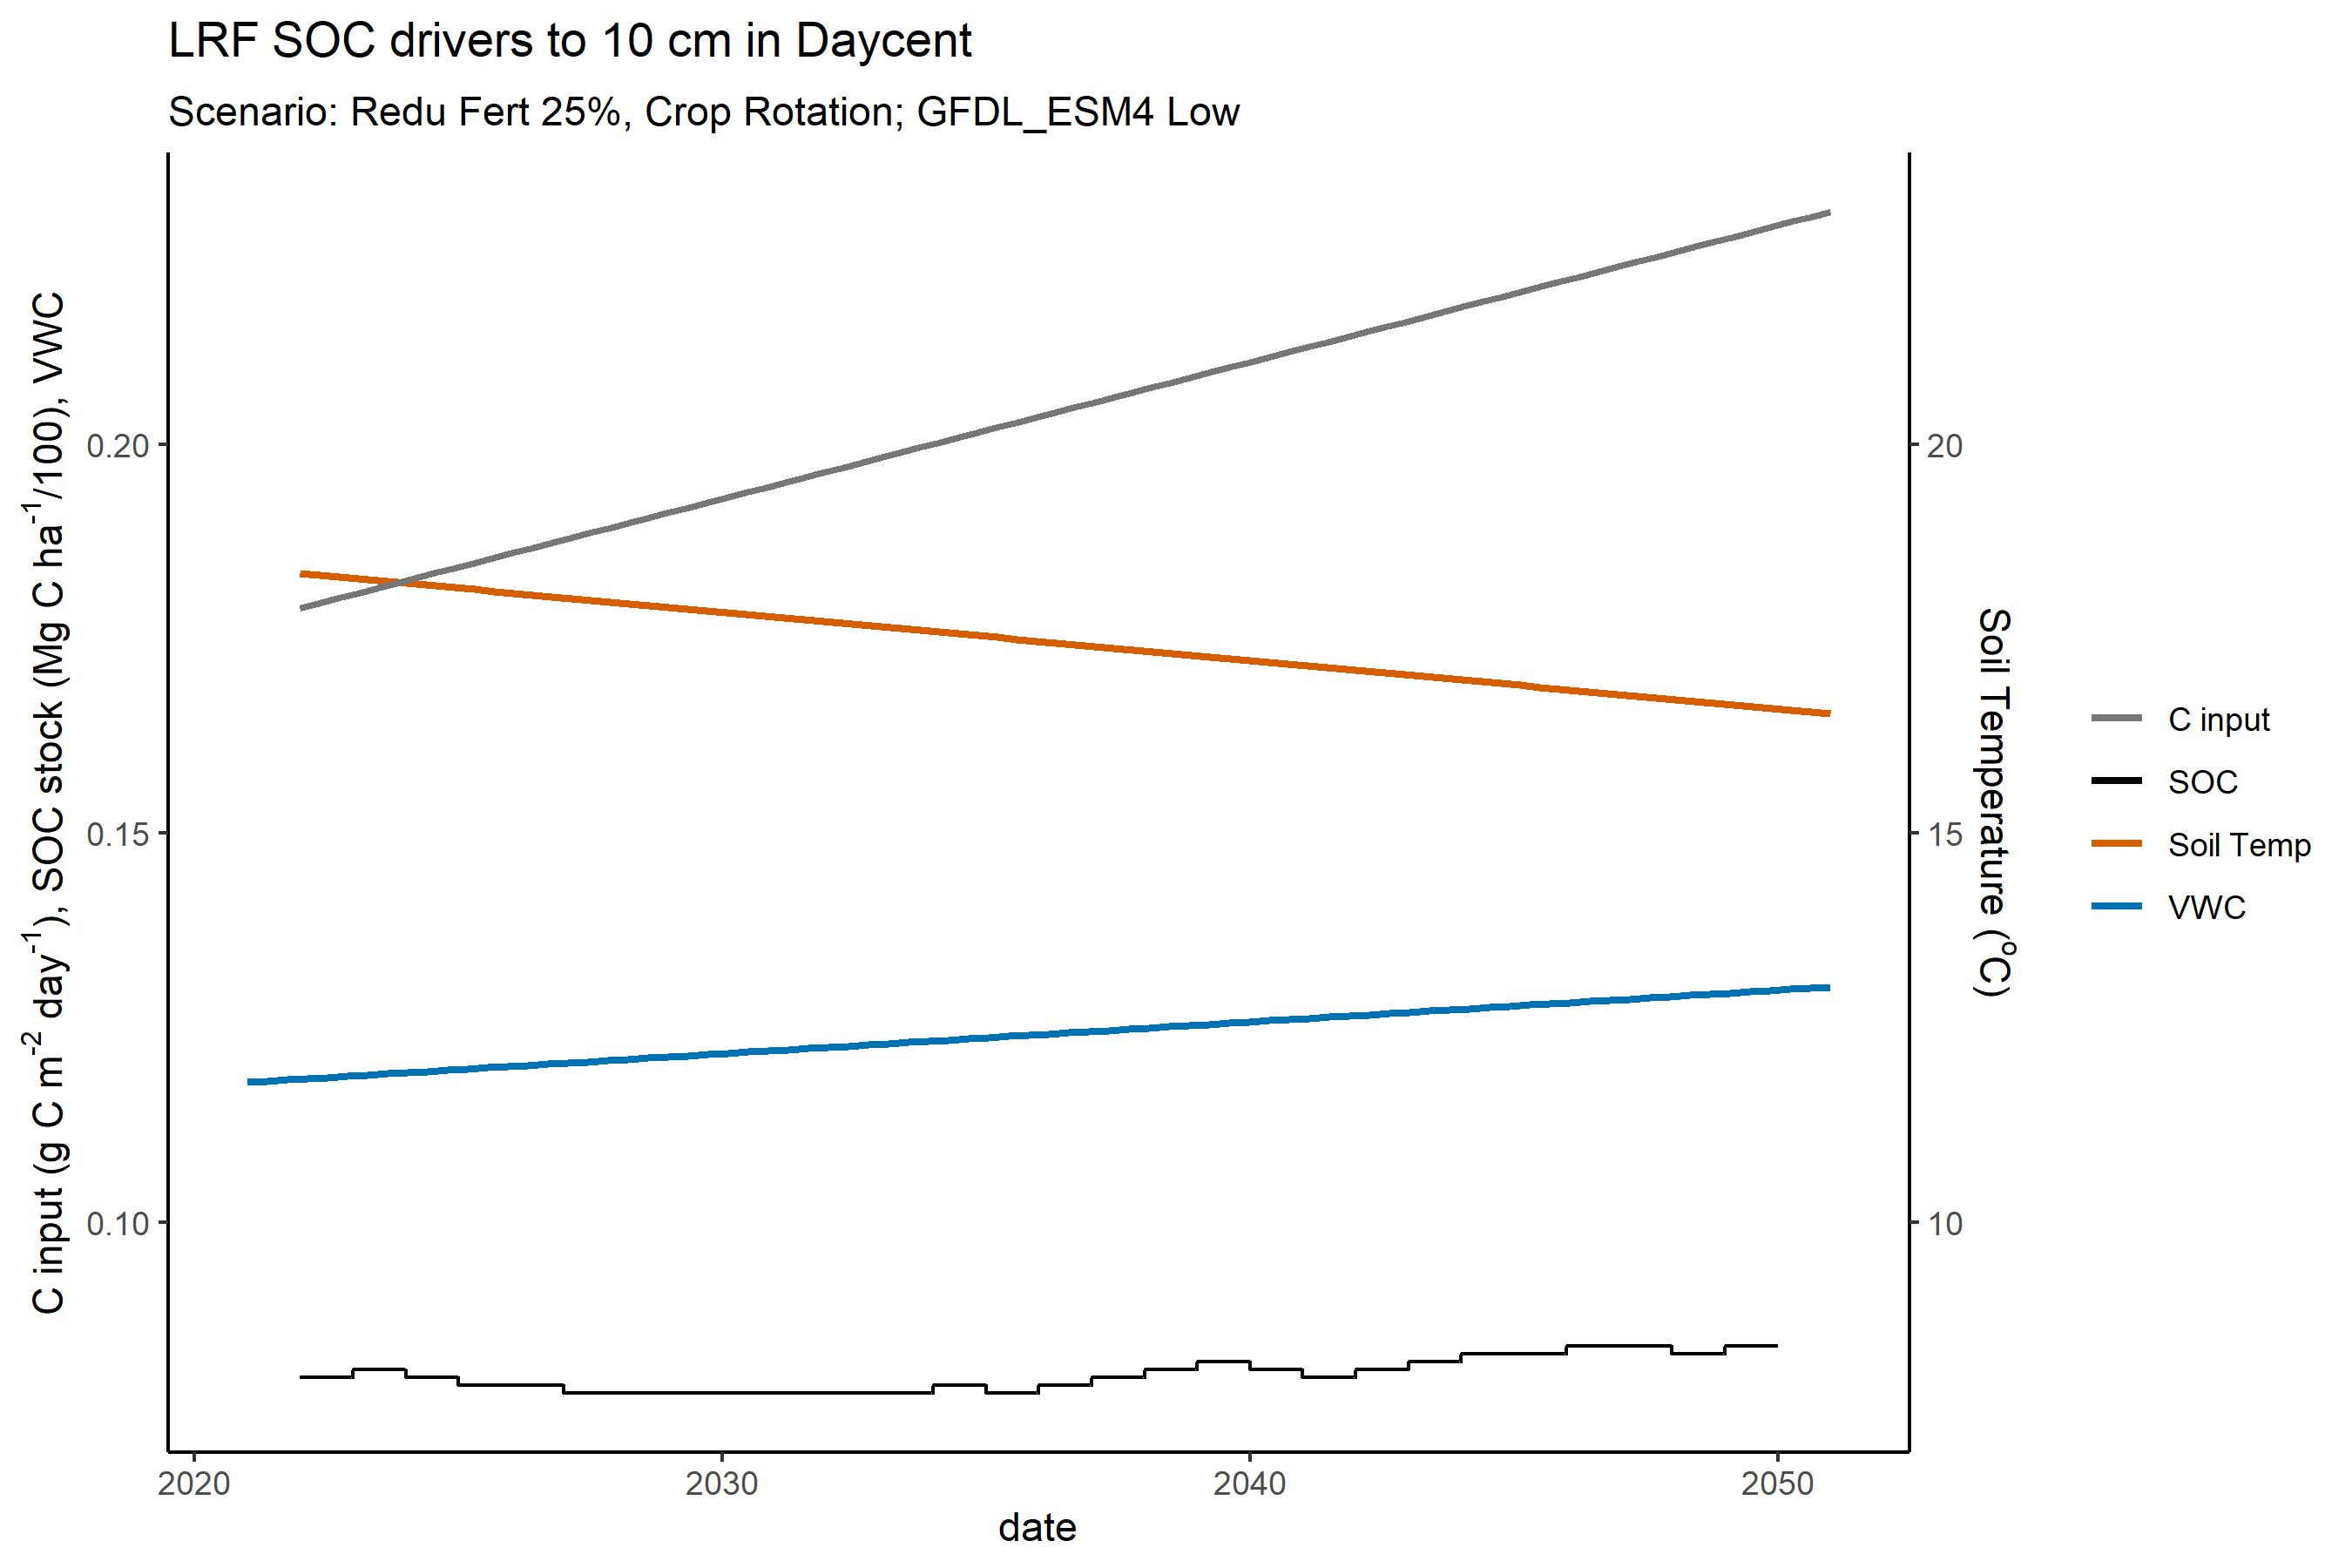 LRF SOC drivers to 10 cm in Daycent
Scenario: Redu Fert 25%, Crop Rotation; GFDL_ESM4 Low
C input (g C m⁻² day⁻¹), SOC stock (Mg C ha⁻¹/100), VWC
0.20
0.15
0.10
20
15
10
Soil Temperature (ºC)
C input
SOC
Soil Temp
VWC
2020
2030
2040
2050
date